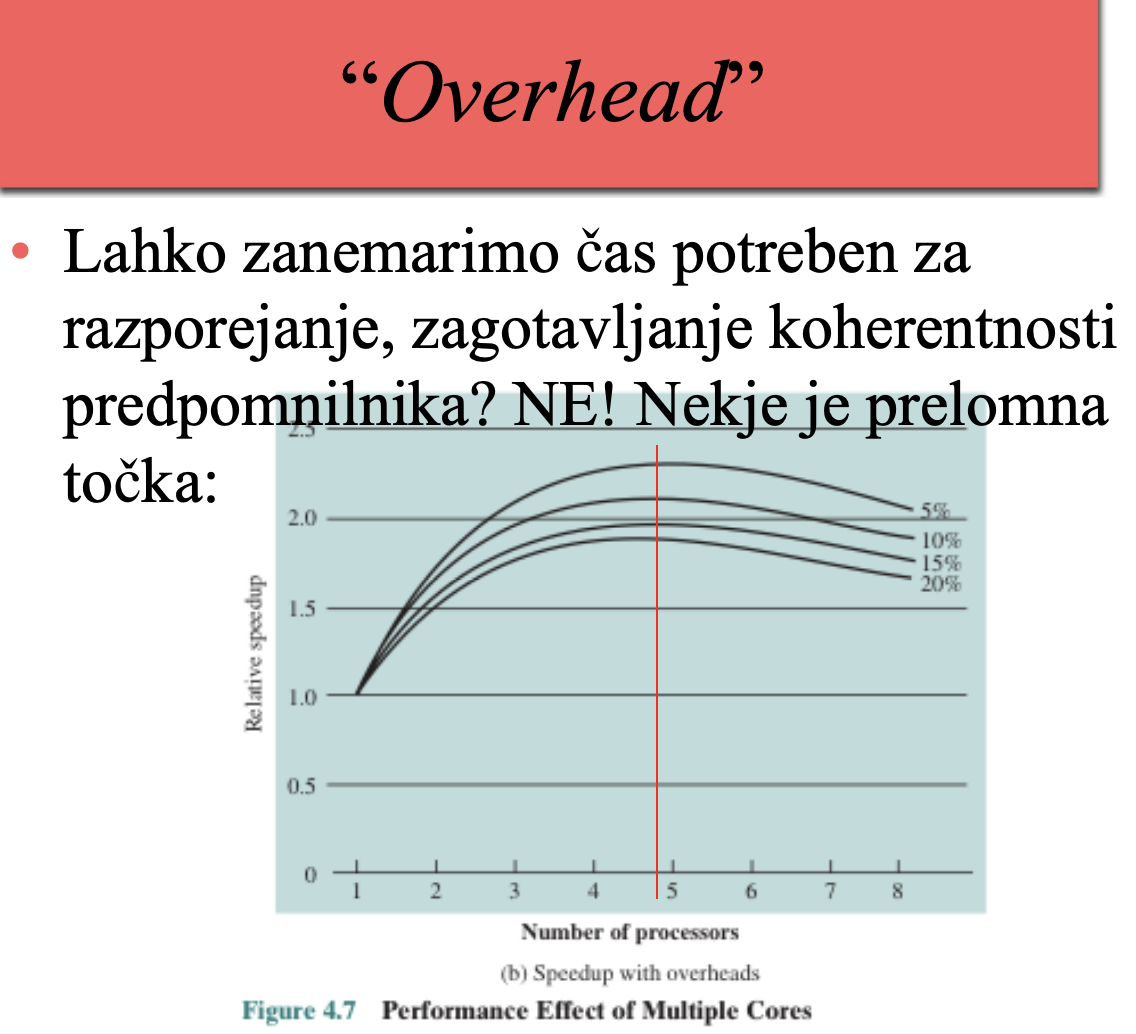 “Overhead”
• Lahko zanemarimo čas potreben za
razporejanje, zagotavljanje koherentnosti
predpomnilnika? NE! Nekje je prelomna
točka:
2.5
2.0
1.5
1.0
0.5
0
Relative speedup
5%
10%
15%
20%
1 2 3 4 5 6 7 8
Number of processors
(b) Speedup with overheads
Figure 4.7 Performance Effect of Multiple Cores